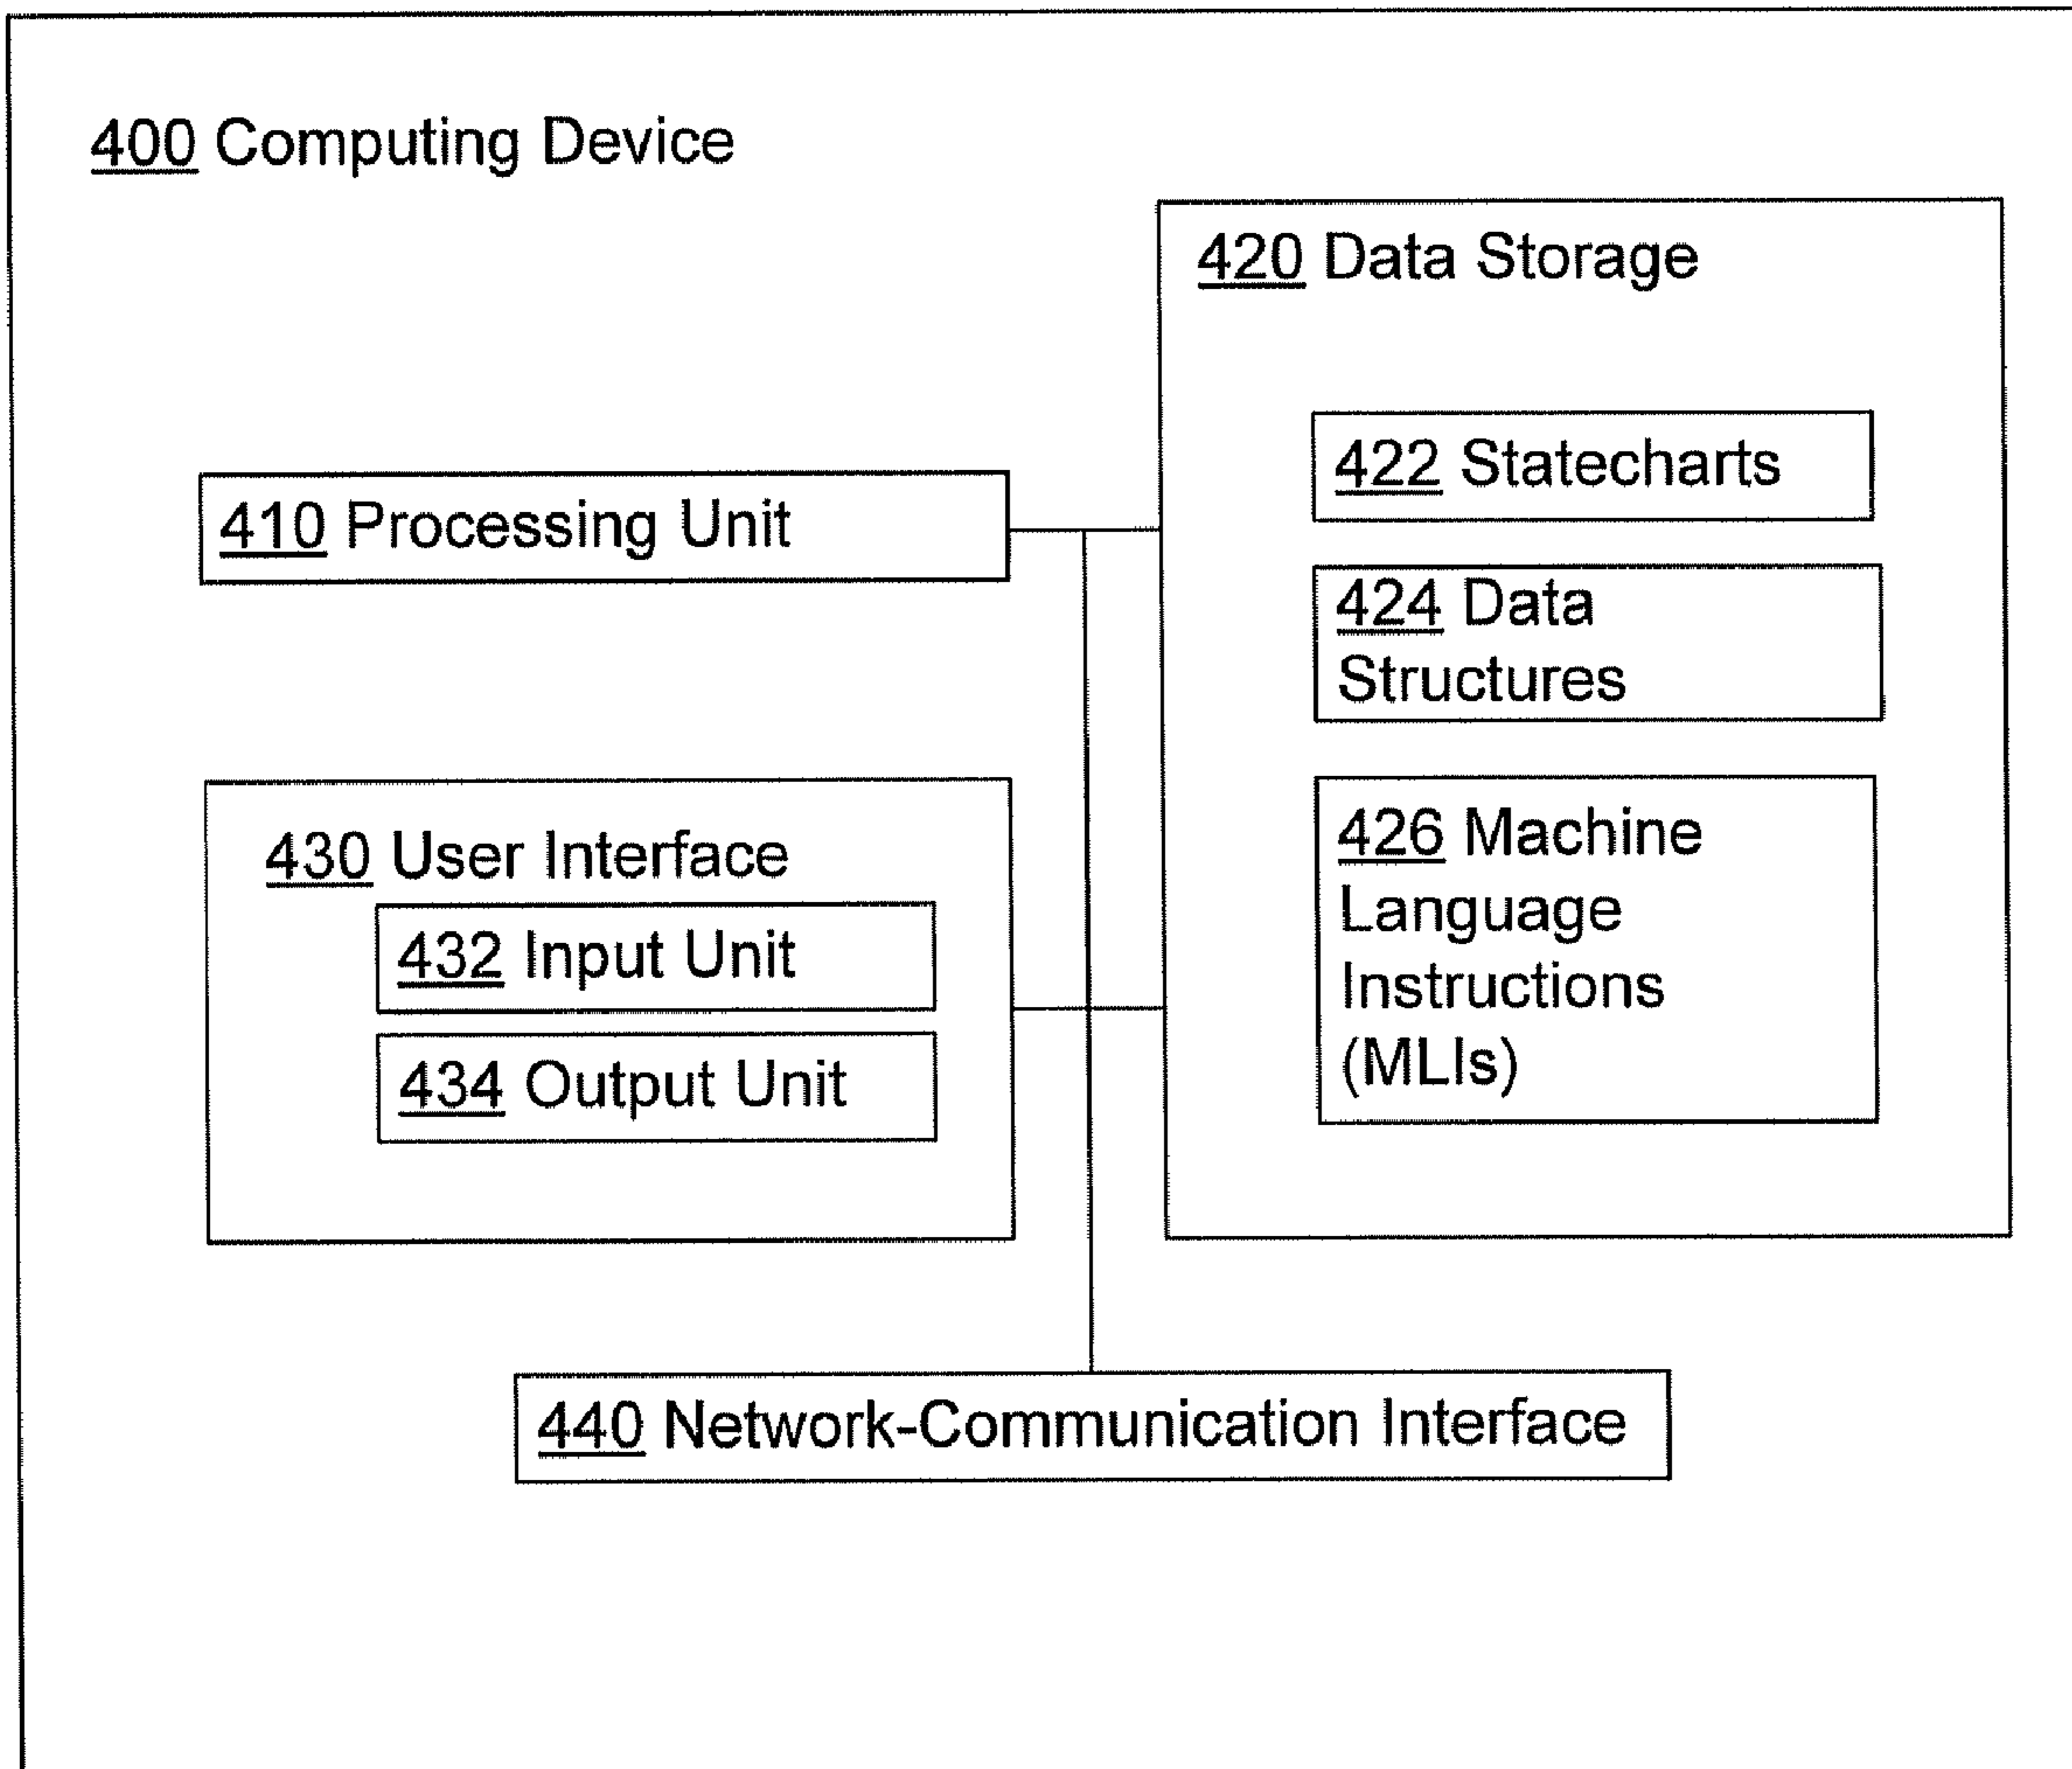 400 Computing Device
420 Data Storage
422 Statecharts
410 Processing Unit
424 Data
Structures
426 Machine
Language
Instructions
(MLIs)
430 User Interface
432 Input Unit
434 Output Unit
440 Network-Communication Interface